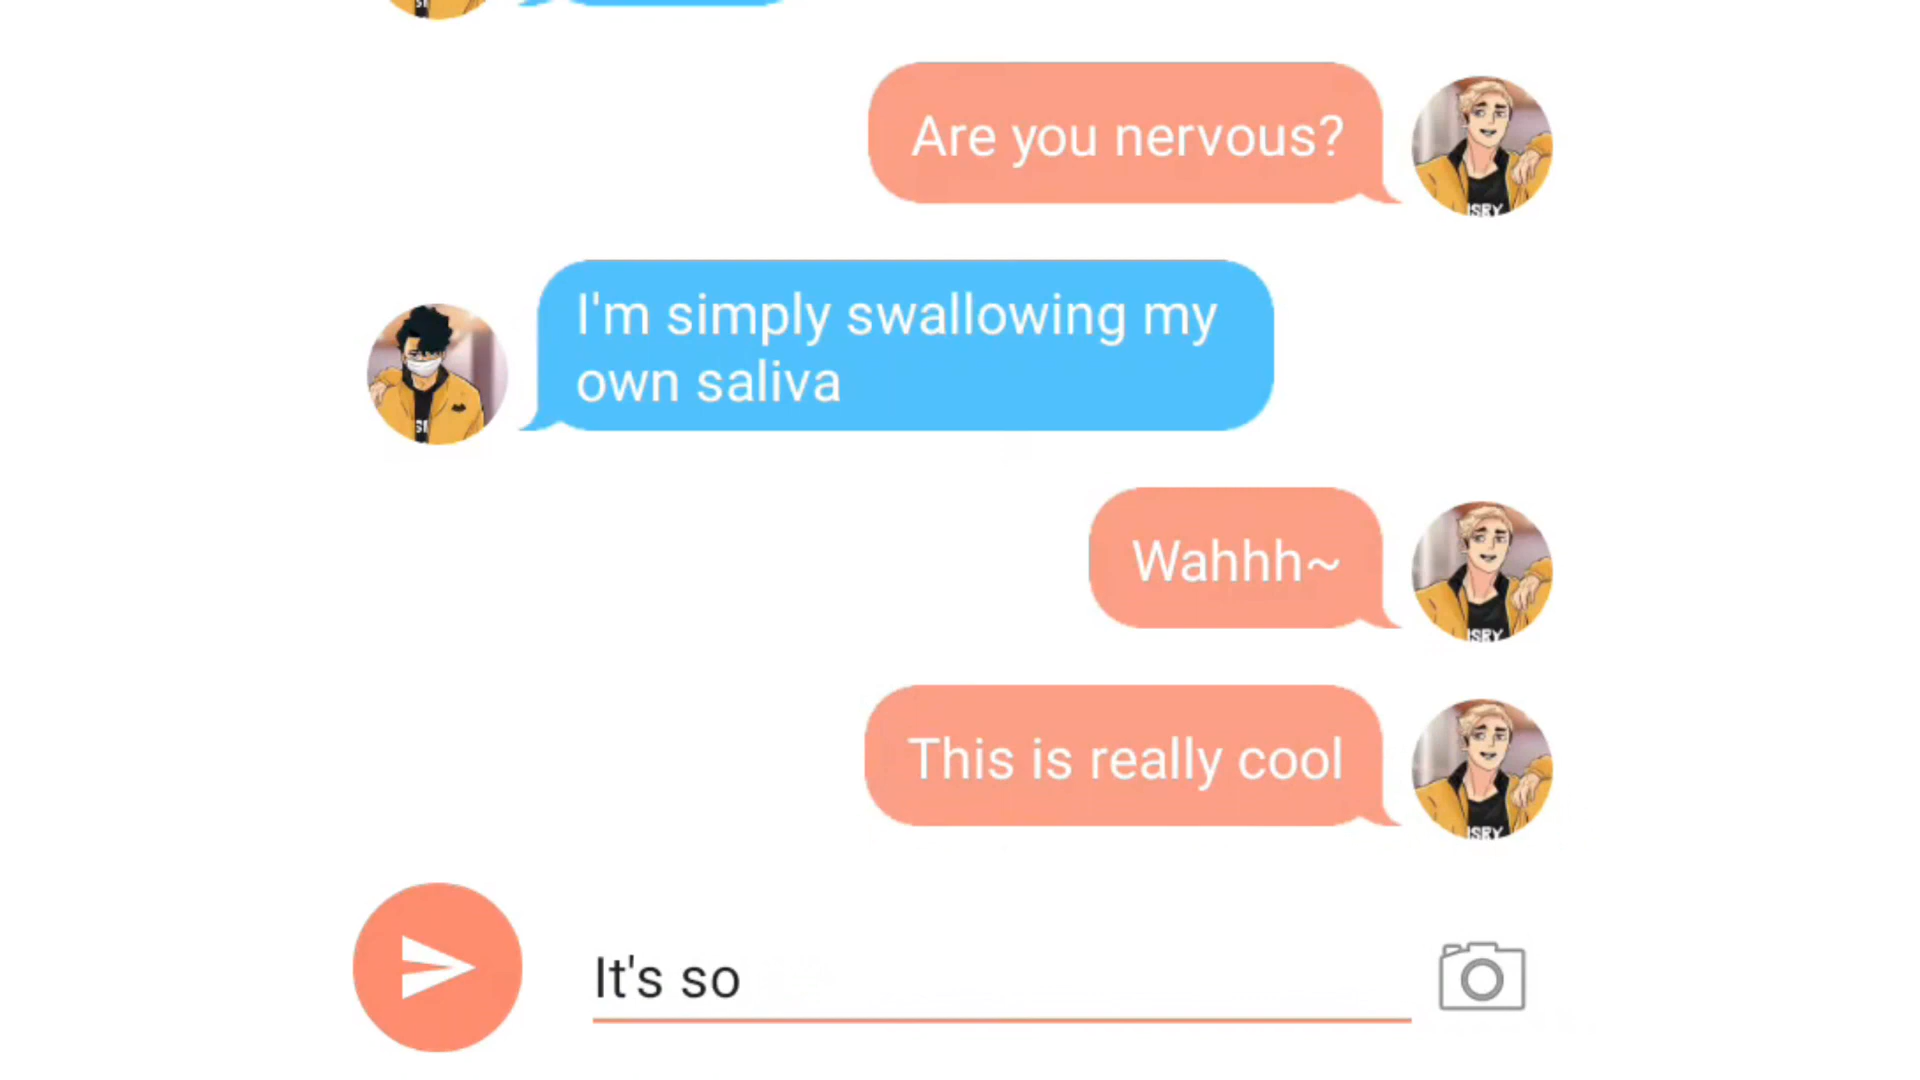 Are you nervous?
I'm simply swallowing my
own saliva
Wahhh~
This is really cool
It's so